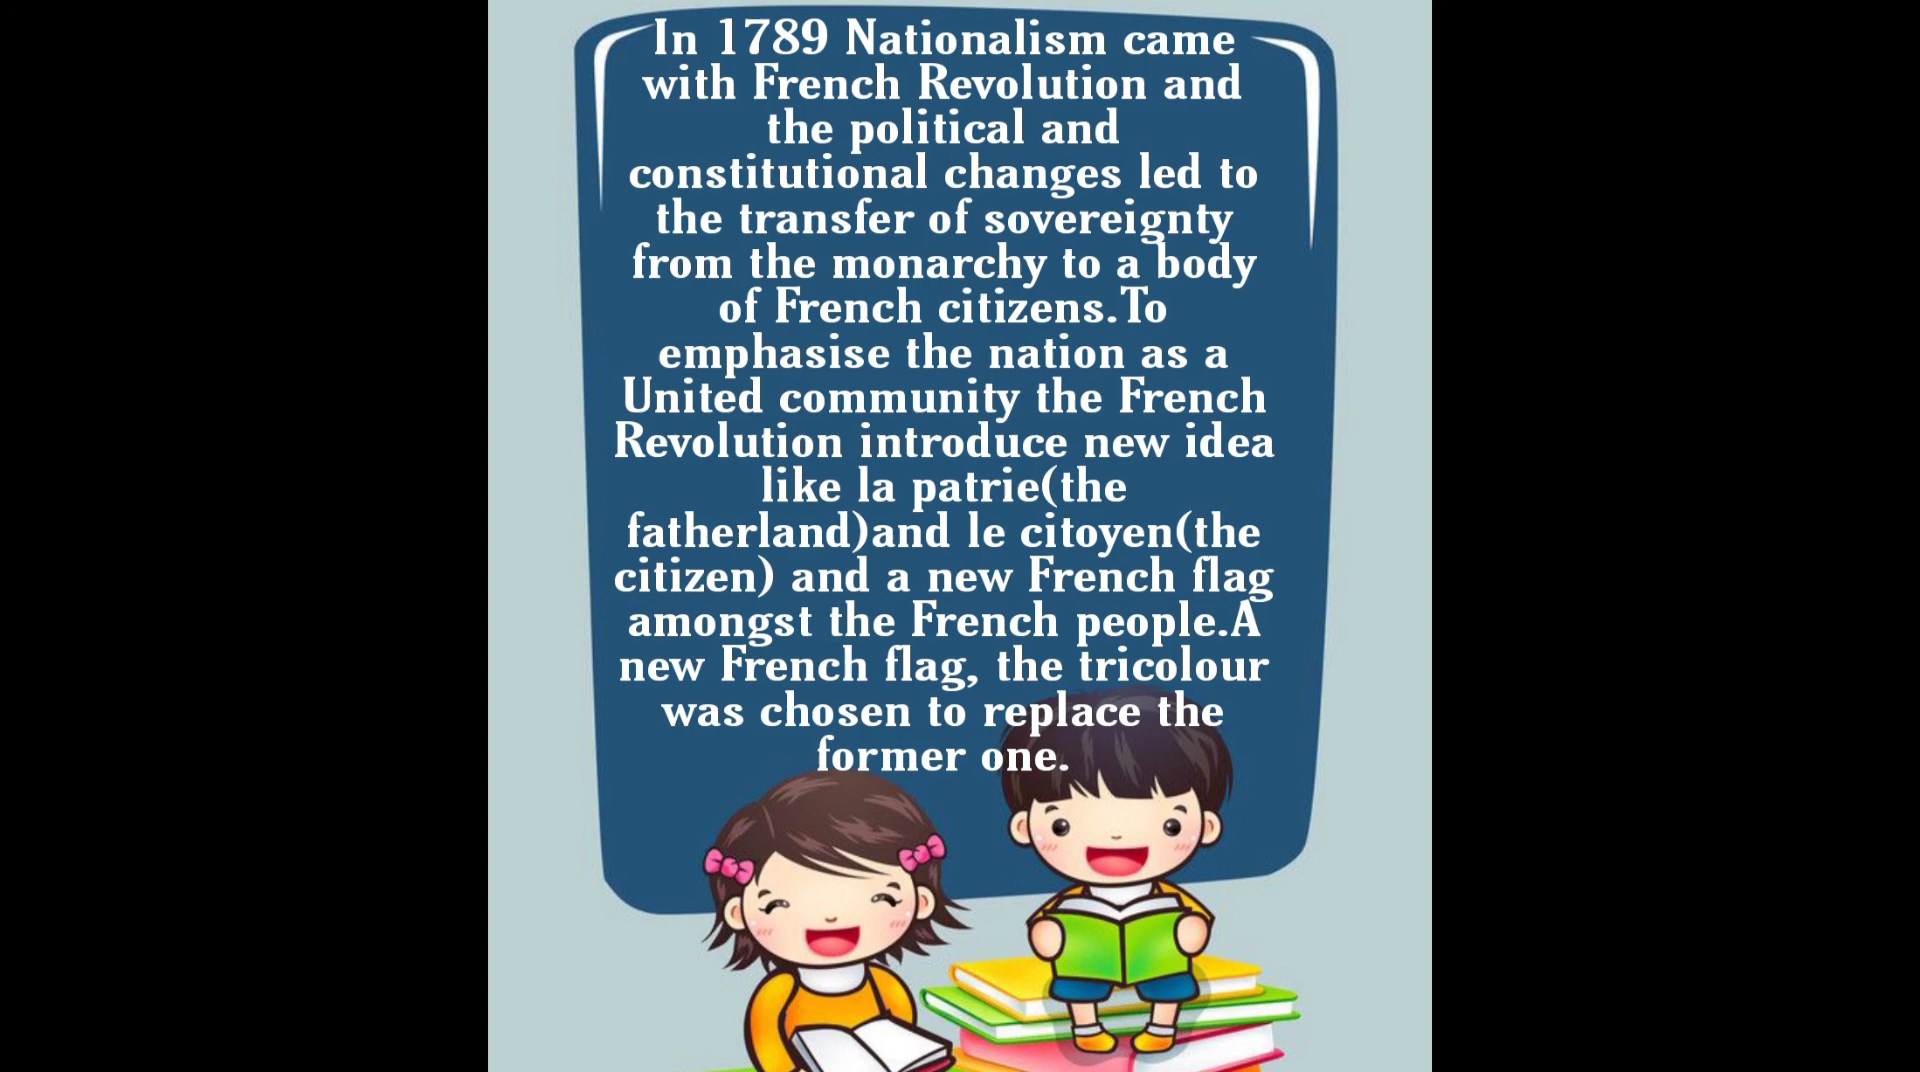 In 1789 Nationalism came
with French Revolution and
the political and
constitutional changes led to
the transfer of sovereignty
from the monarchy to a body
of French citizens.To
emphasise the nation as a
United community the French
Revolution introduce new idea
like la patrie(the
fatherland)and le citoyen(the
citizen) and a new French flag
amongst the French people.A
new French flag, the tricolour
was chosen to replace the
former one.